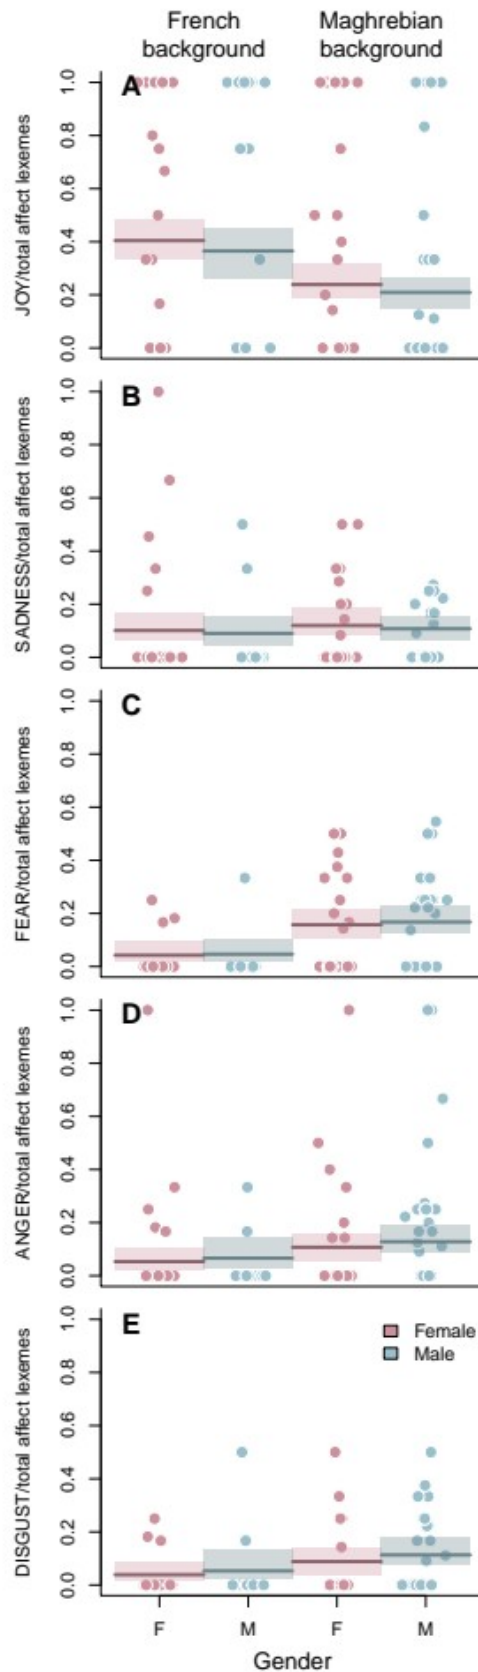 French background
Maghrebian background
A
JOY/total affect lexemes
1.0
0.8
0.6
0.4
0.2
0.0
B
SADNESS/total affect lexemes
1.0
0.8
0.6
0.4
0.2
0.0
C
FEAR/total affect lexemes
1.0
0.8
0.6
0.4
0.2
0.0
D
ANGER/total affect lexemes
1.0
0.8
0.6
0.4
0.2
0.0
E
Female
Male
DISGUST/total affect lexemes
1.0
0.8
0.6
0.4
0.2
0.0
F M F M
Gender